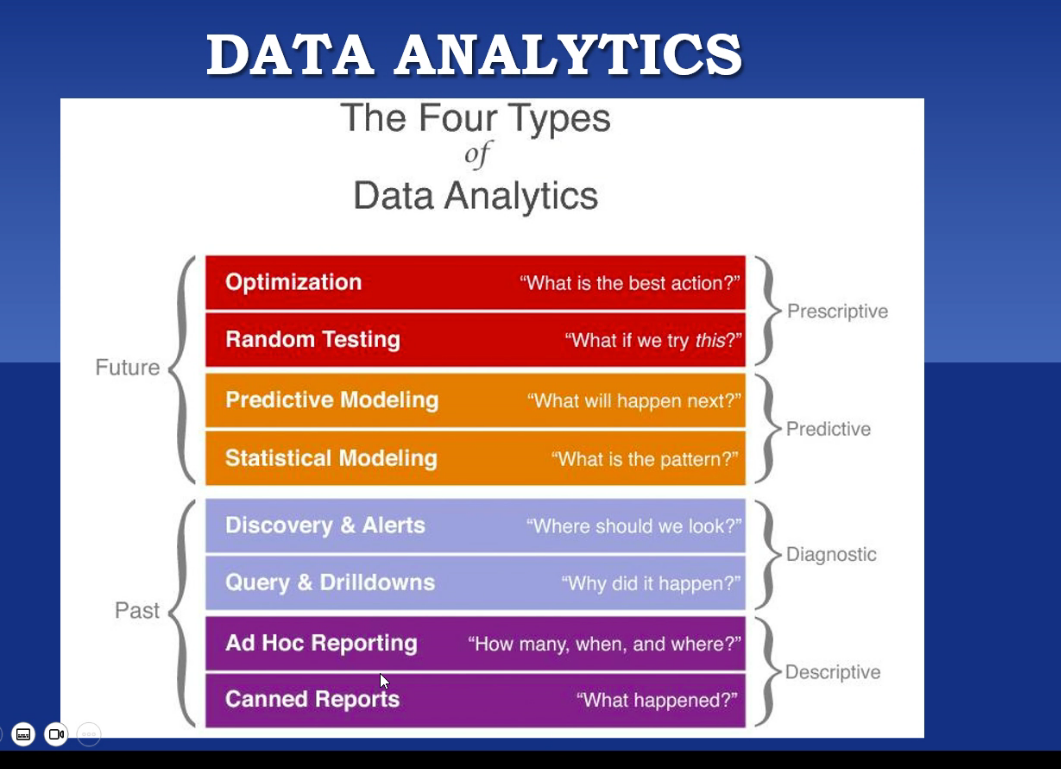 DATA ANALYTICS
The Four Types
of
Data Analytics
Future
Optimization “What is the best action?”
Random Testing “What if we try this?”
Prescriptive
Predictive Modeling “What will happen next?”
Statistical Modeling “What is the pattern?”
Predictive
Past
Discovery & Alerts “Where should we look?”
Query & Drilldowns “Why did it happen?”
Diagnostic
Ad Hoc Reporting “How many, when, and where?”
Canned Reports “What happened?”
Descriptive